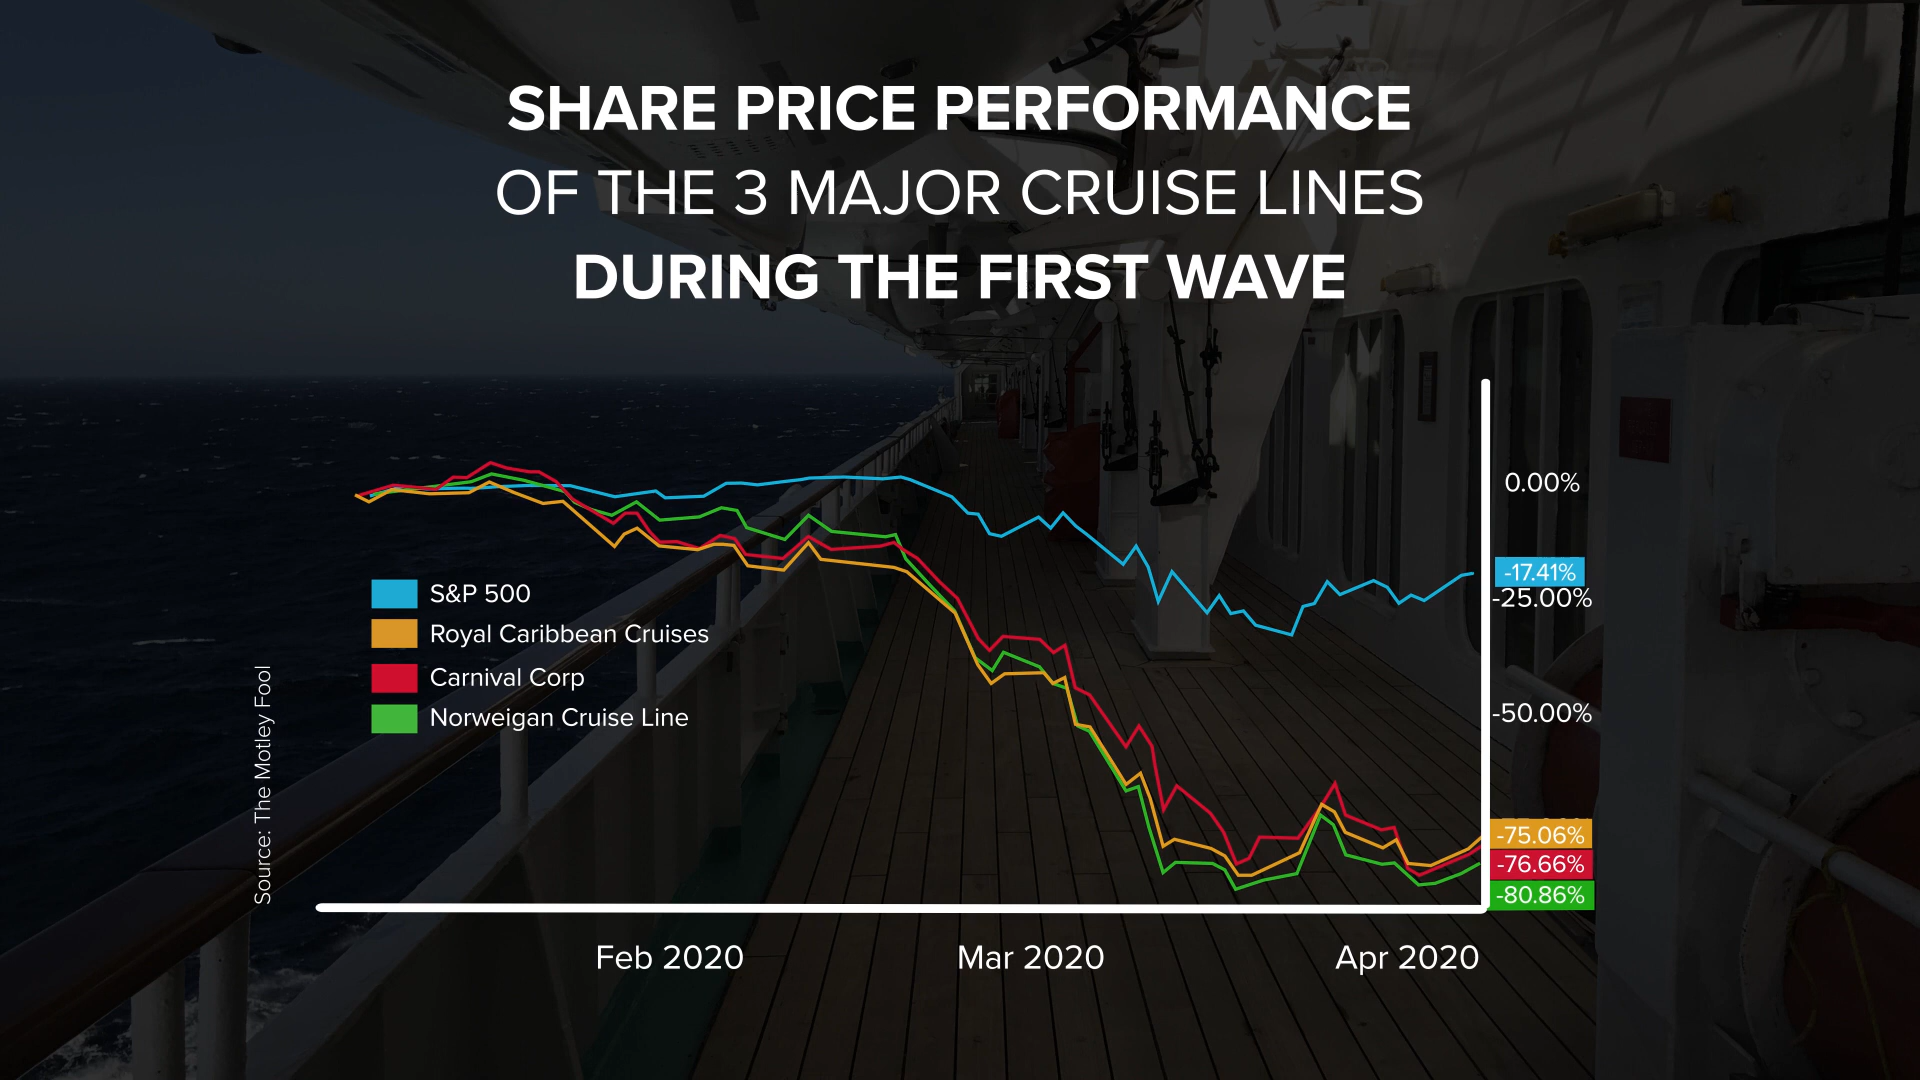 SHARE PRICE PERFORMANCE
OF THE 3 MAJOR CRUISE LINES
DURING THE FIRST WAVE
0.00%
-17.41%
-25.00%
-50.00%
-75.06%
-76.66%
-80.86%
S&P 500
Royal Caribbean Cruises
Carnival Corp
Norweigan Cruise Line
Source: The Motley Fool
Feb 2020
Mar 2020
Apr 2020